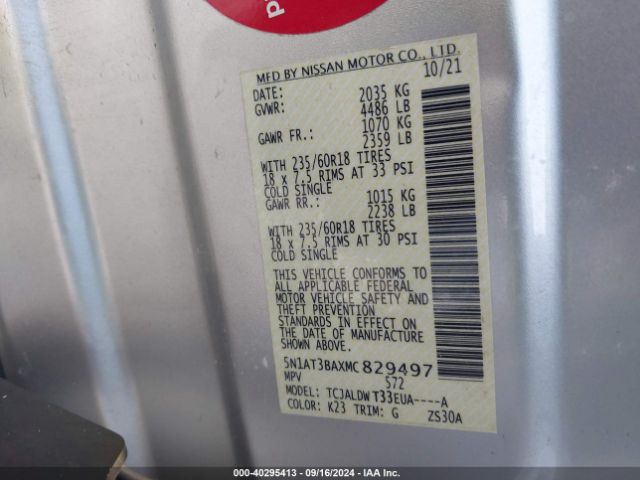 P
MFD BY NISSAN MOTOR CO., LTD.
DATE: 10/21
GVWR: 2035 KG
4486 LB
GAWR FR.: 1070 KG
2359 LB
WITH 235/60R18 TIRES
18 x 7.5 RIMS AT 33 PSI
COLD SINGLE
GAWR RR.: 1015 KG
2238 LB
WITH 235/60R18 TIRES
18 x 7.5 RIMS AT 30 PSI
COLD SINGLE
THIS VEHICLE CONFORMS TO
ALL APPLICABLE FEDERAL
MOTOR VEHICLE SAFETY AND
THEFT PREVENTION
STANDARDS IN EFFECT ON
THE DATE OF MANUFACTURE
SHOWN ABOVE.
5N1AT3BAXMC829497
MPV 572
MODEL: TCJALDWT33EUA----A
COLOR: K23 TRIM: G ZS30A
000-40295413 - 09/16/2024 - IAA Inc.